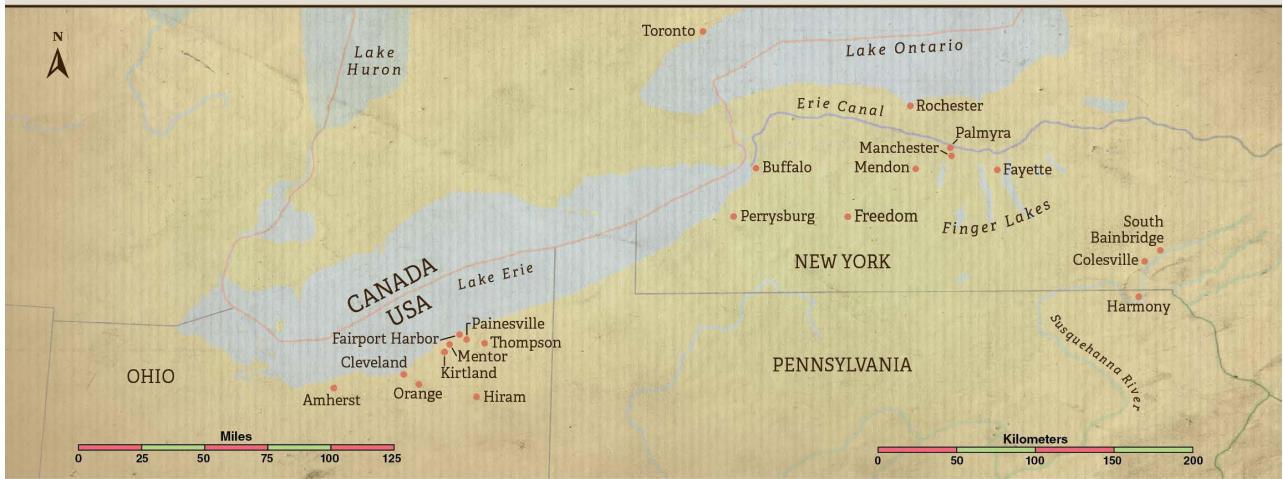 N
Toronto
Lake Ontario
Lake
Huron
Erie Canal
Rochester
Palmyra
Manchester
Buffalo
Mendon
Fayette
Perrysburg
Freedom
Finger Lakes
South
Bainbridge
Colesville
NEW YORK
CANADA
USA
Lake Erie
Harmony
Susquehanna River
Painesville
Fairport Harbor
Thompson
Mentor
Cleveland
Kirtland
PENNSYLVANIA
OHIO
Orange
Hiram
Amherst
Miles
0 25 50 75 100 125
Kilometers
0 50 100 150 200